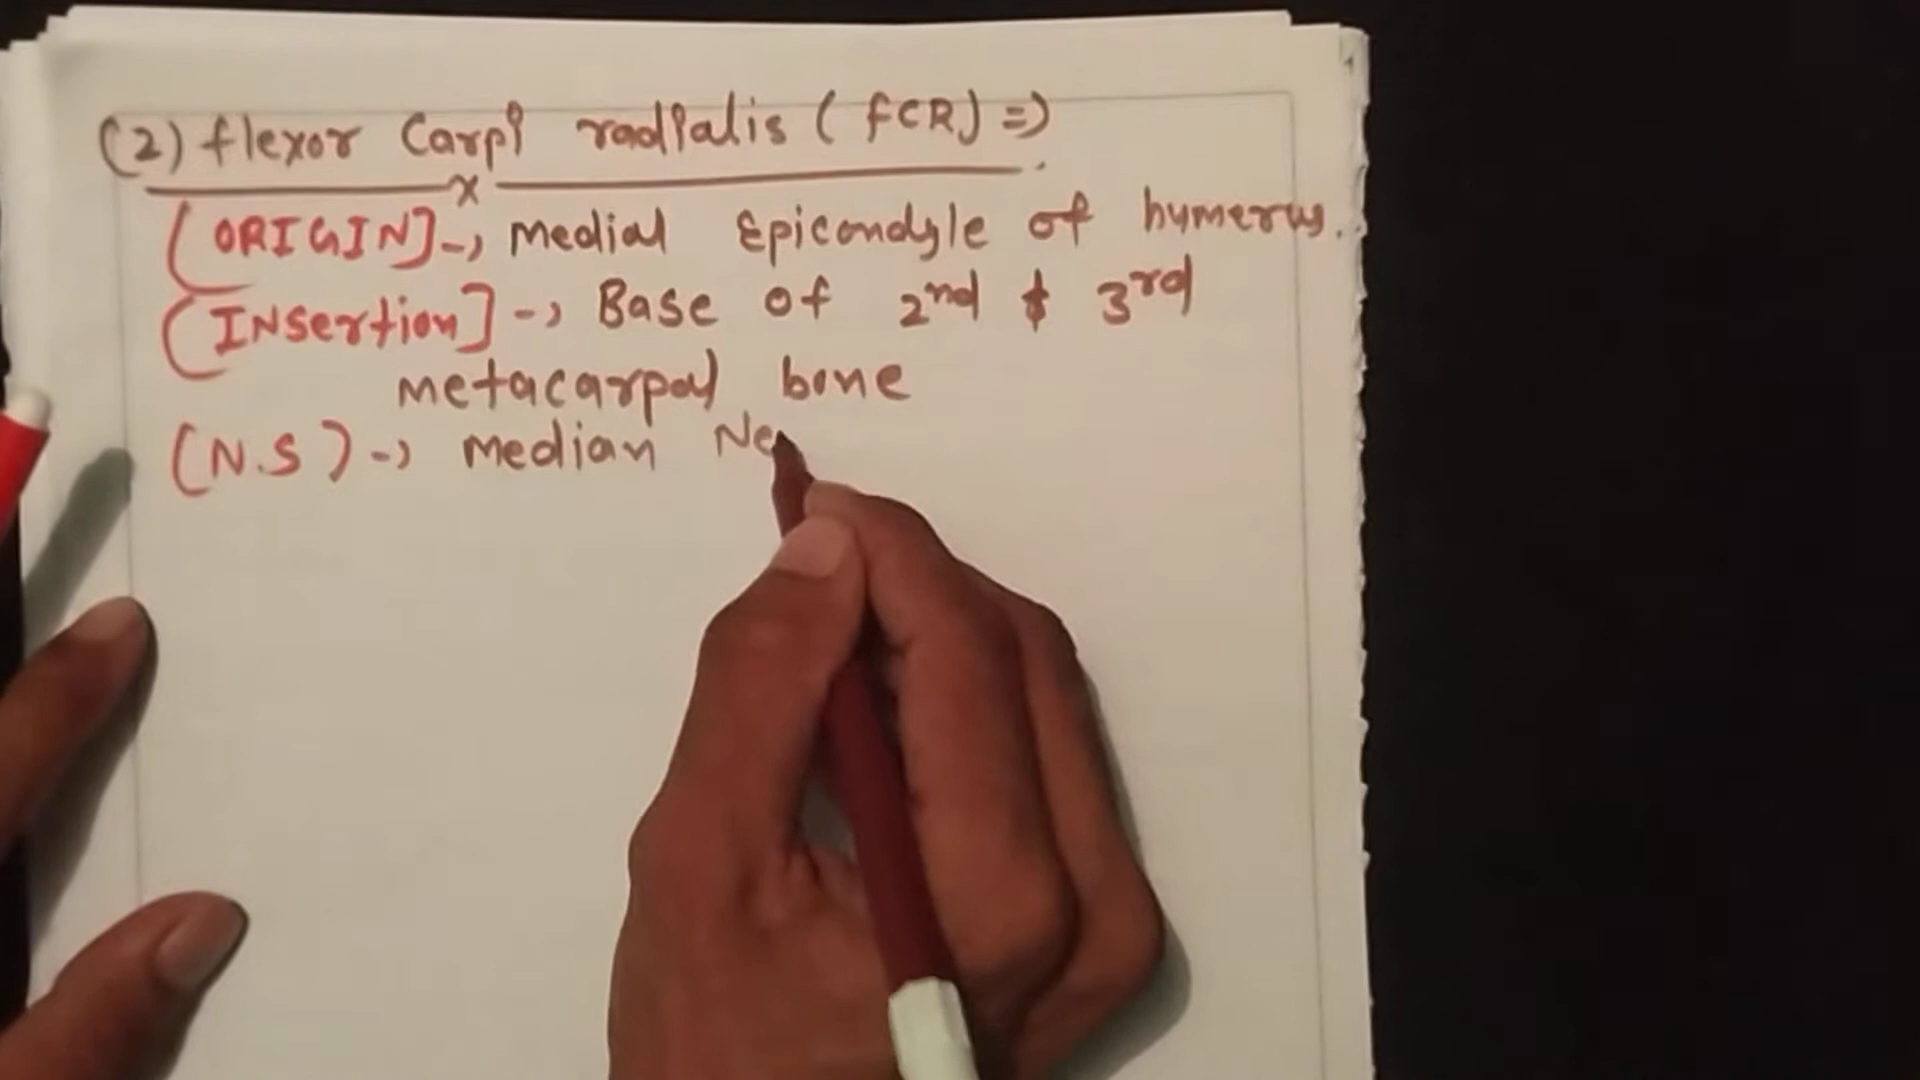 (2) flexor Carpi radialis (FCR) =>
[ORIGIN] -> medial Epicondyle of humerus.
[INsertion] -> Base of 2nd & 3rd
metacarpal bone
(N.S) -> median Ne